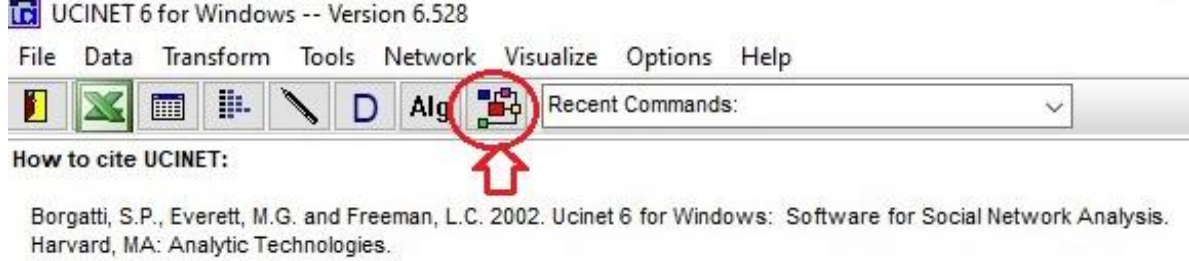 UCINET 6 for Windows -- Version 6.528
File Data Transform Tools Network Visualize Options Help
D Alg Recent Commands:
How to cite UCINET:
Borgatti, S.P., Everett, M.G. and Freeman, L.C. 2002. Ucinet 6 for Windows: Software for Social Network Analysis.
Harvard, MA: Analytic Technologies.